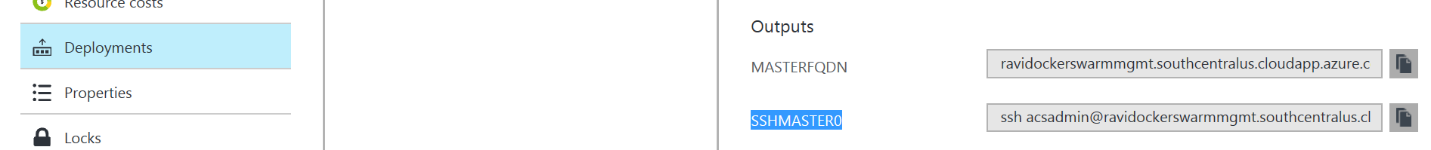 Resource costs
Deployments
Properties
Locks
Outputs
MASTERFQDN
ravidockerswarmmgmt.southcentralus.cloudapp.azure.c
SSHMASTER0
ssh acsadmin@ravidockerswarmmgmt.southcentralus.cl